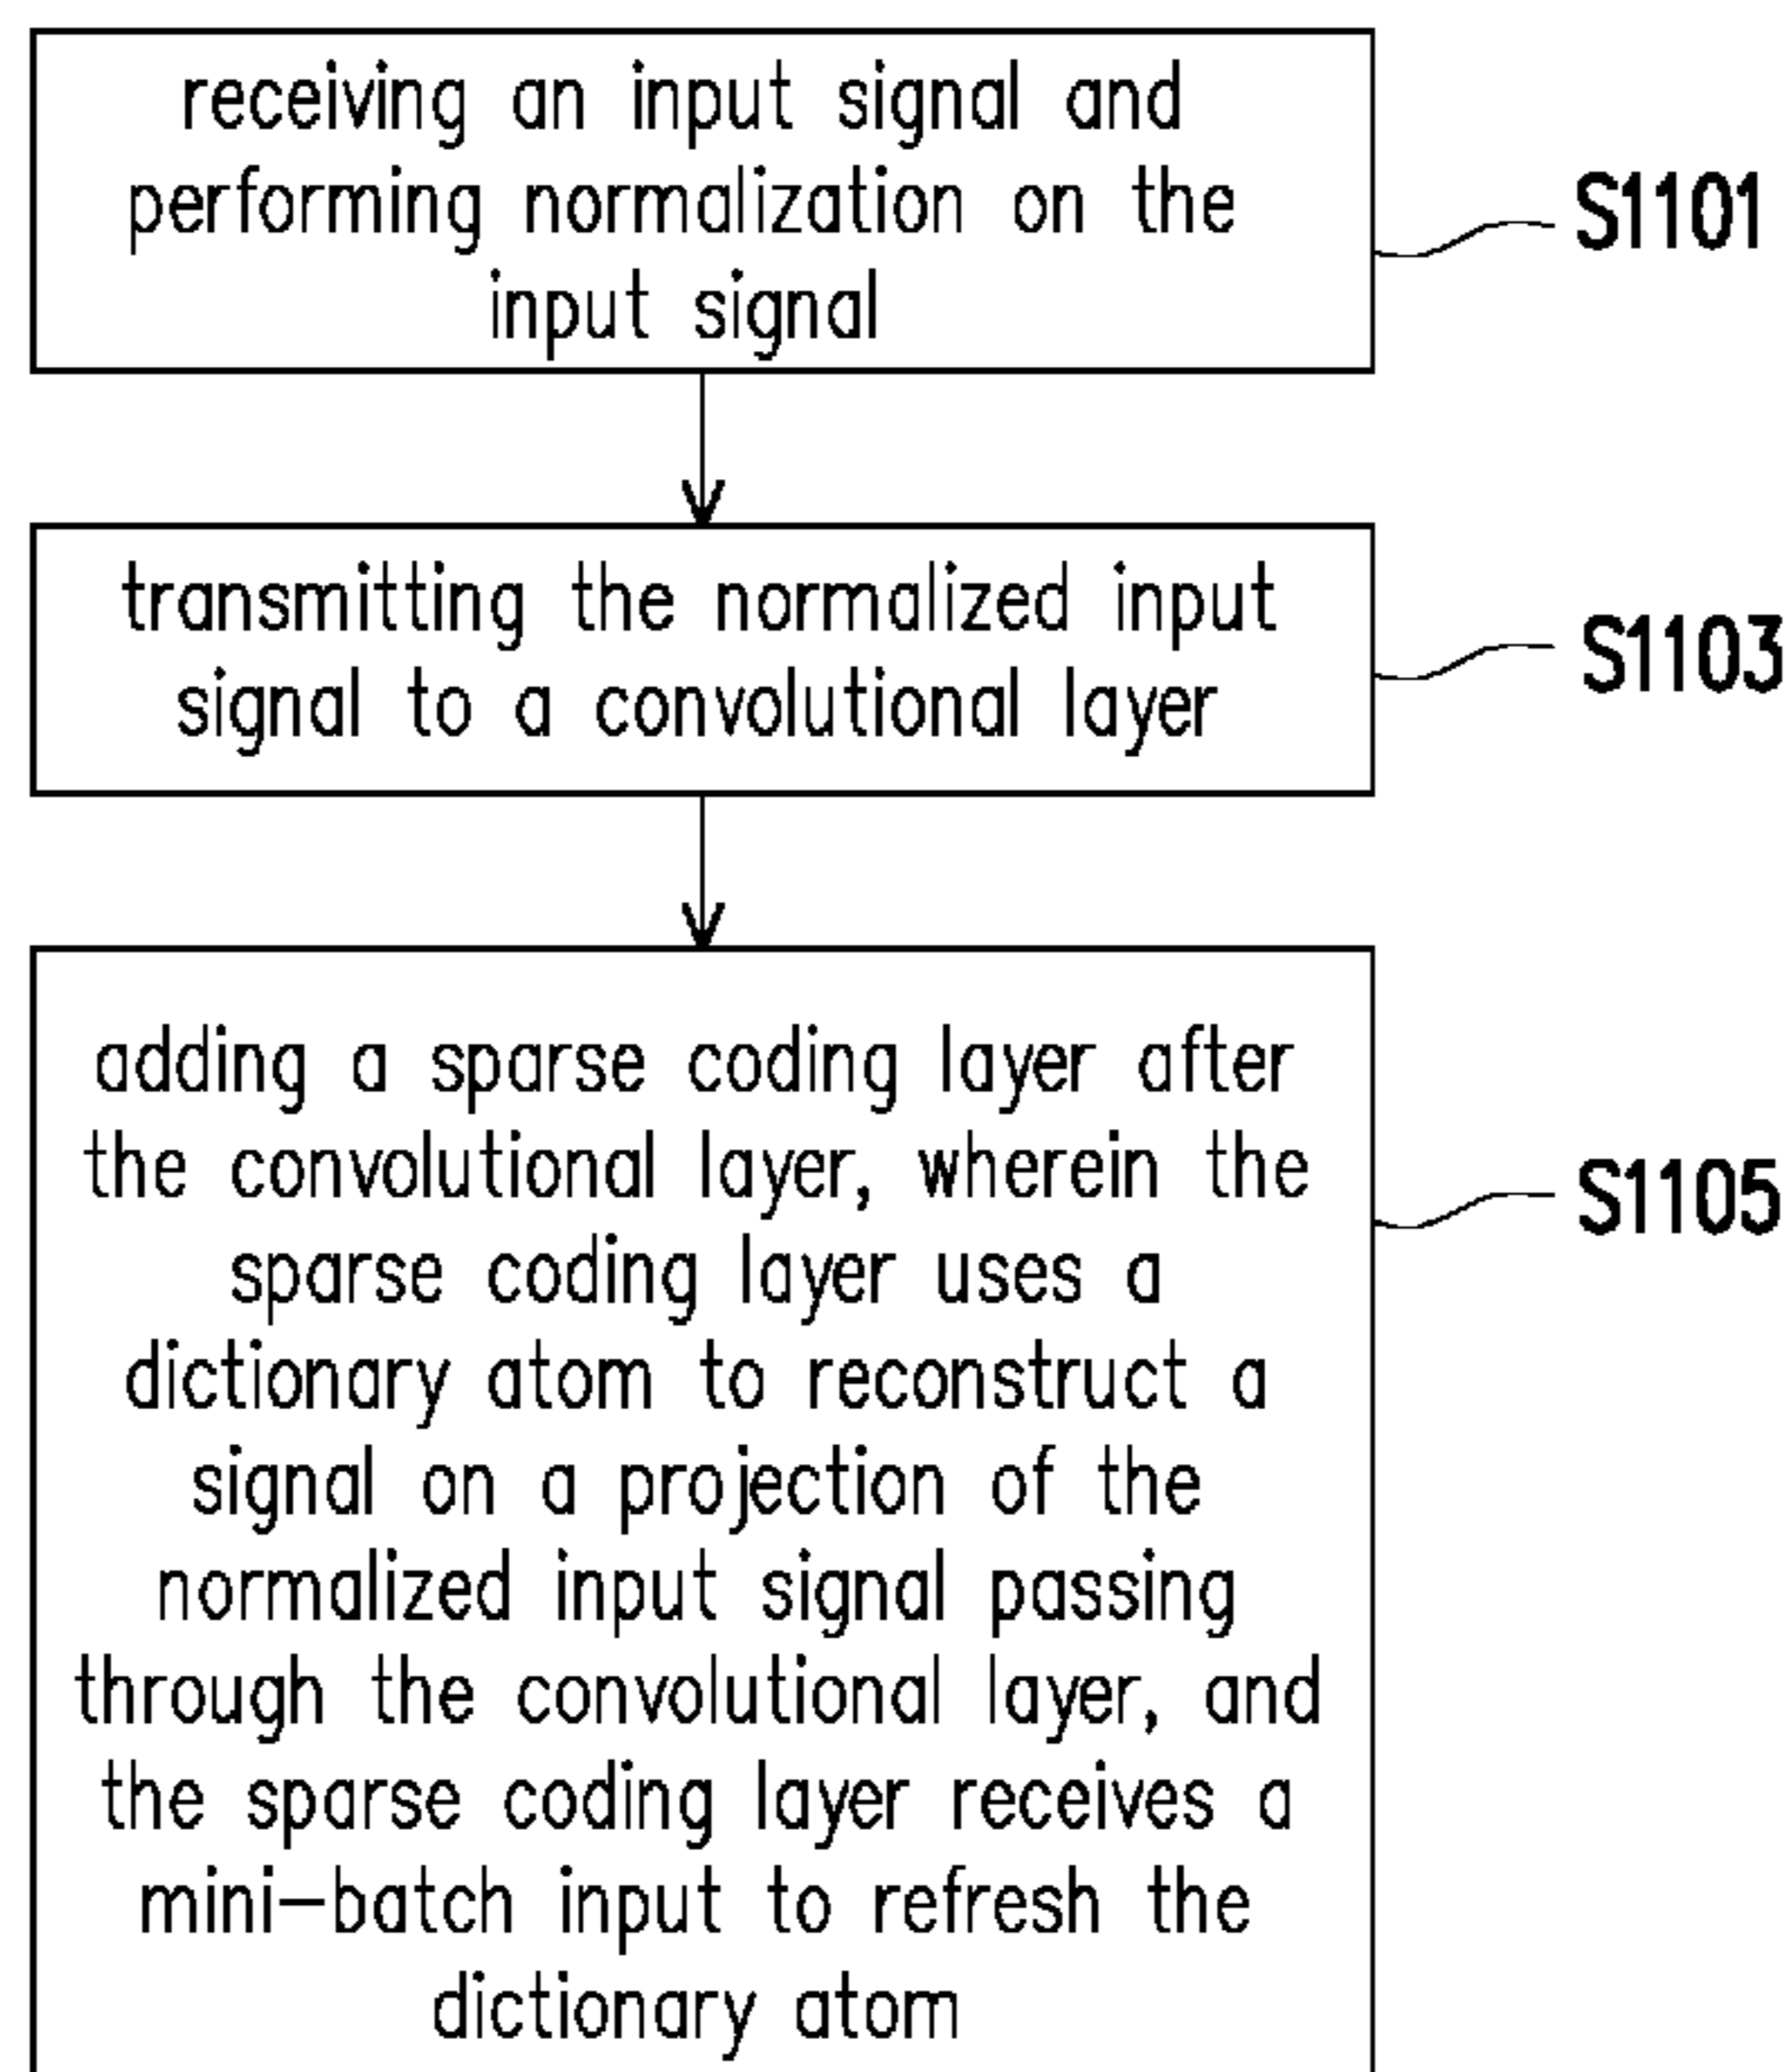 receiving an input signal and
performing normalization on the
input signal
S1101
transmitting the normalized input
signal to a convolutional layer
S1103
adding a sparse coding layer after
the convolutional layer, wherein the
sparse coding layer uses a
dictionary atom to reconstruct a
signal on a projection of the
normalized input signal passing
through the convolutional layer, and
the sparse coding layer receives a
mini-batch input to refresh the
dictionary atom
S1105